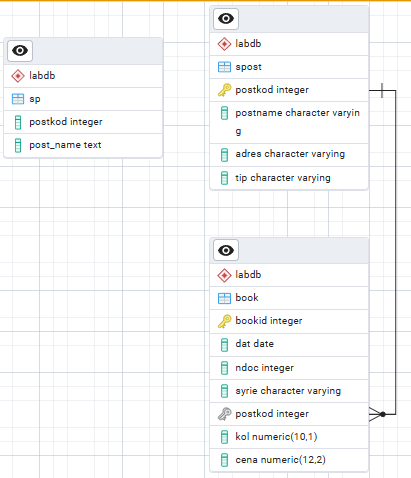 labdb
sp
postkod integer
post_name text
labdb
spost
postkod integer
postname character varyin
g
adres character varying
tip character varying
labdb
book
bookid integer
dat date
ndoc integer
syrie character varying
postkod integer
kol numeric(10,1)
cena numeric(12,2)